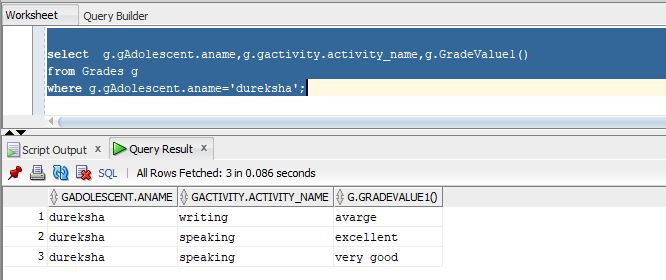 Worksheet Query Builder
select g.gAdolescent.aname,g.gactivity.activity_name,g.GradeValue1()
from Grades g
where g.gAdolescent.aname='dureksha';
Script Output x Query Result x
SQL | All Rows Fetched: 3 in 0.086 seconds
GADOLESCENT.ANAME GACTIVITY.ACTIVITY_NAME G.GRADEVALUE1()
1 dureksha writing avarge
2 dureksha speaking excellent
3 dureksha speaking very good